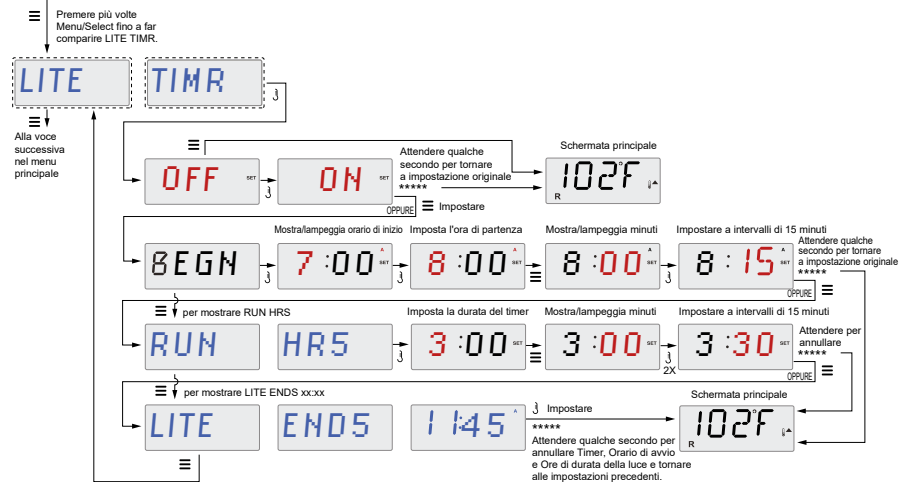 Premere più volte
Menu/Select fino a far
comparire LITE TIMR.
LITE
TIMR
Alla voce
successiva
nel menu
principale
OFF
SET
ON
SET
Attendere qualche
secondo per tornare
a impostazione originale
*****
OPPURE
Impostare
Schermata principale
102°F
R
Mostra/lampeggia orario di inizio
Imposta l'ora di partenza
Mostra/lampeggia minuti
Impostare a intervalli di 15 minuti
BEGN
7:00
A
SET
8:00
A
SET
8:00
A
SET
8:15
A
SET
Attendere qualche
secondo per tornare
a impostazione originale
*****
OPPURE
per mostrare RUN HRS
Imposta la durata del timer
Mostra/lampeggia minuti
Impostare a intervalli di 15 minuti
RUN
HRS
3:00
SET
3:00
SET
2X
3:30
SET
Attendere per
annullare
*****
OPPURE
per mostrare LITE ENDS xx:xx
LITE
ENDS
11:45
A
Impostare
*****
Attendere qualche secondo per
annullare Timer, Orario di avvio
e Ore di durata della luce e tornare
alle impostazioni precedenti.
Schermata principale
102°F
R